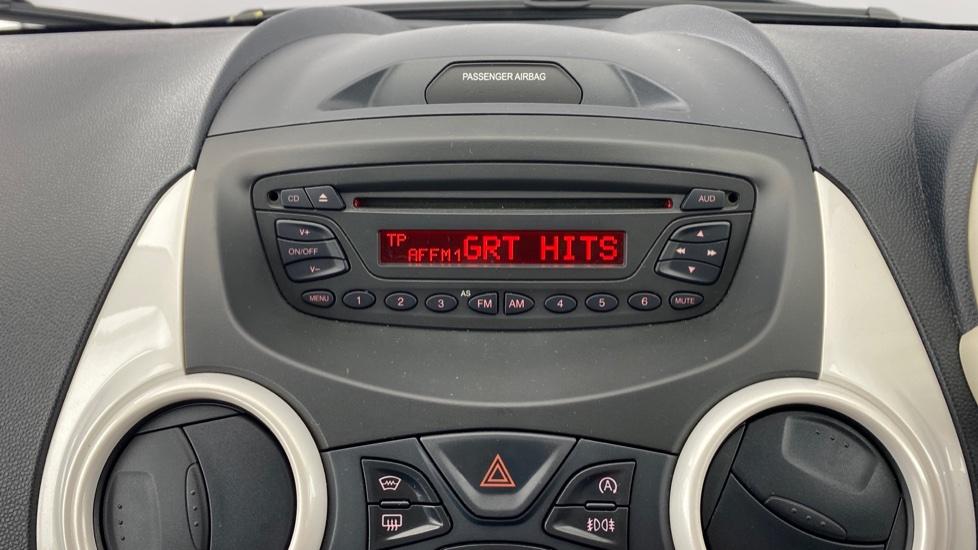 PASSENGER AIRBAG
CD
AUD
V+
ON/OFF
V-
TP
AFFM1 GRT HITS
MENU 1 2 3 AS FM AM 4 5 6 MUTE
A